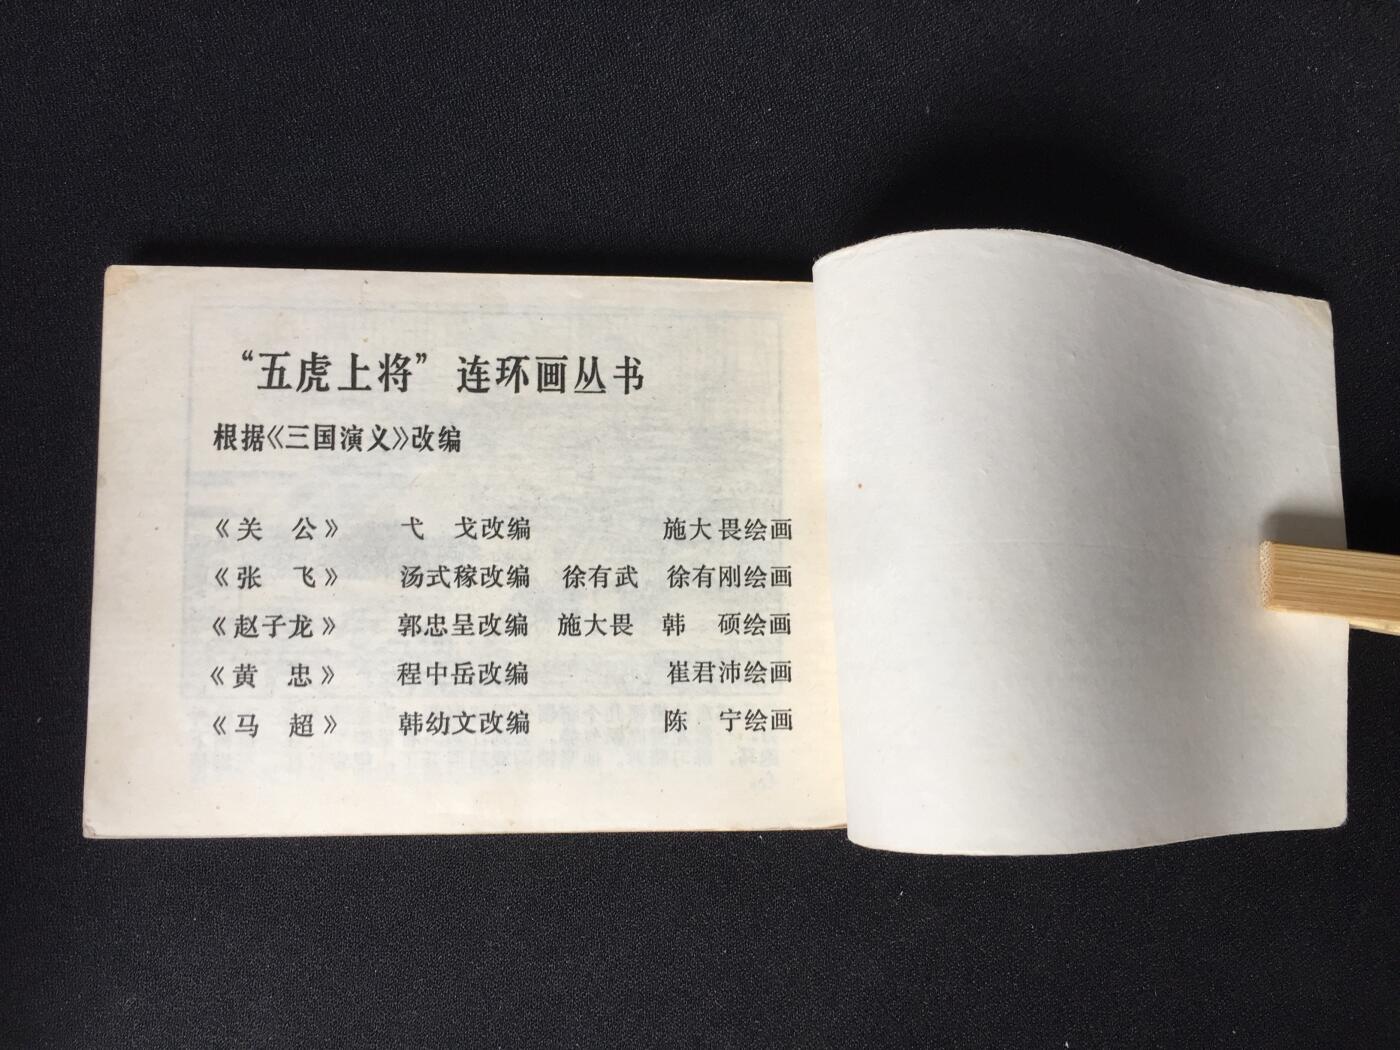 “五虎上将” 连环画丛书
根据《三国演义》改编
《关 公》 弋 戈改编 施大畏绘画
《张 飞》 汤式稼改编 徐有武 徐有刚绘画
《赵子龙》 郭忠呈改编 施大畏 韩 硕绘画
《黄 忠》 程中岳改编 崔君沛绘画
《马 超》 韩幼文改编 陈 宁绘画